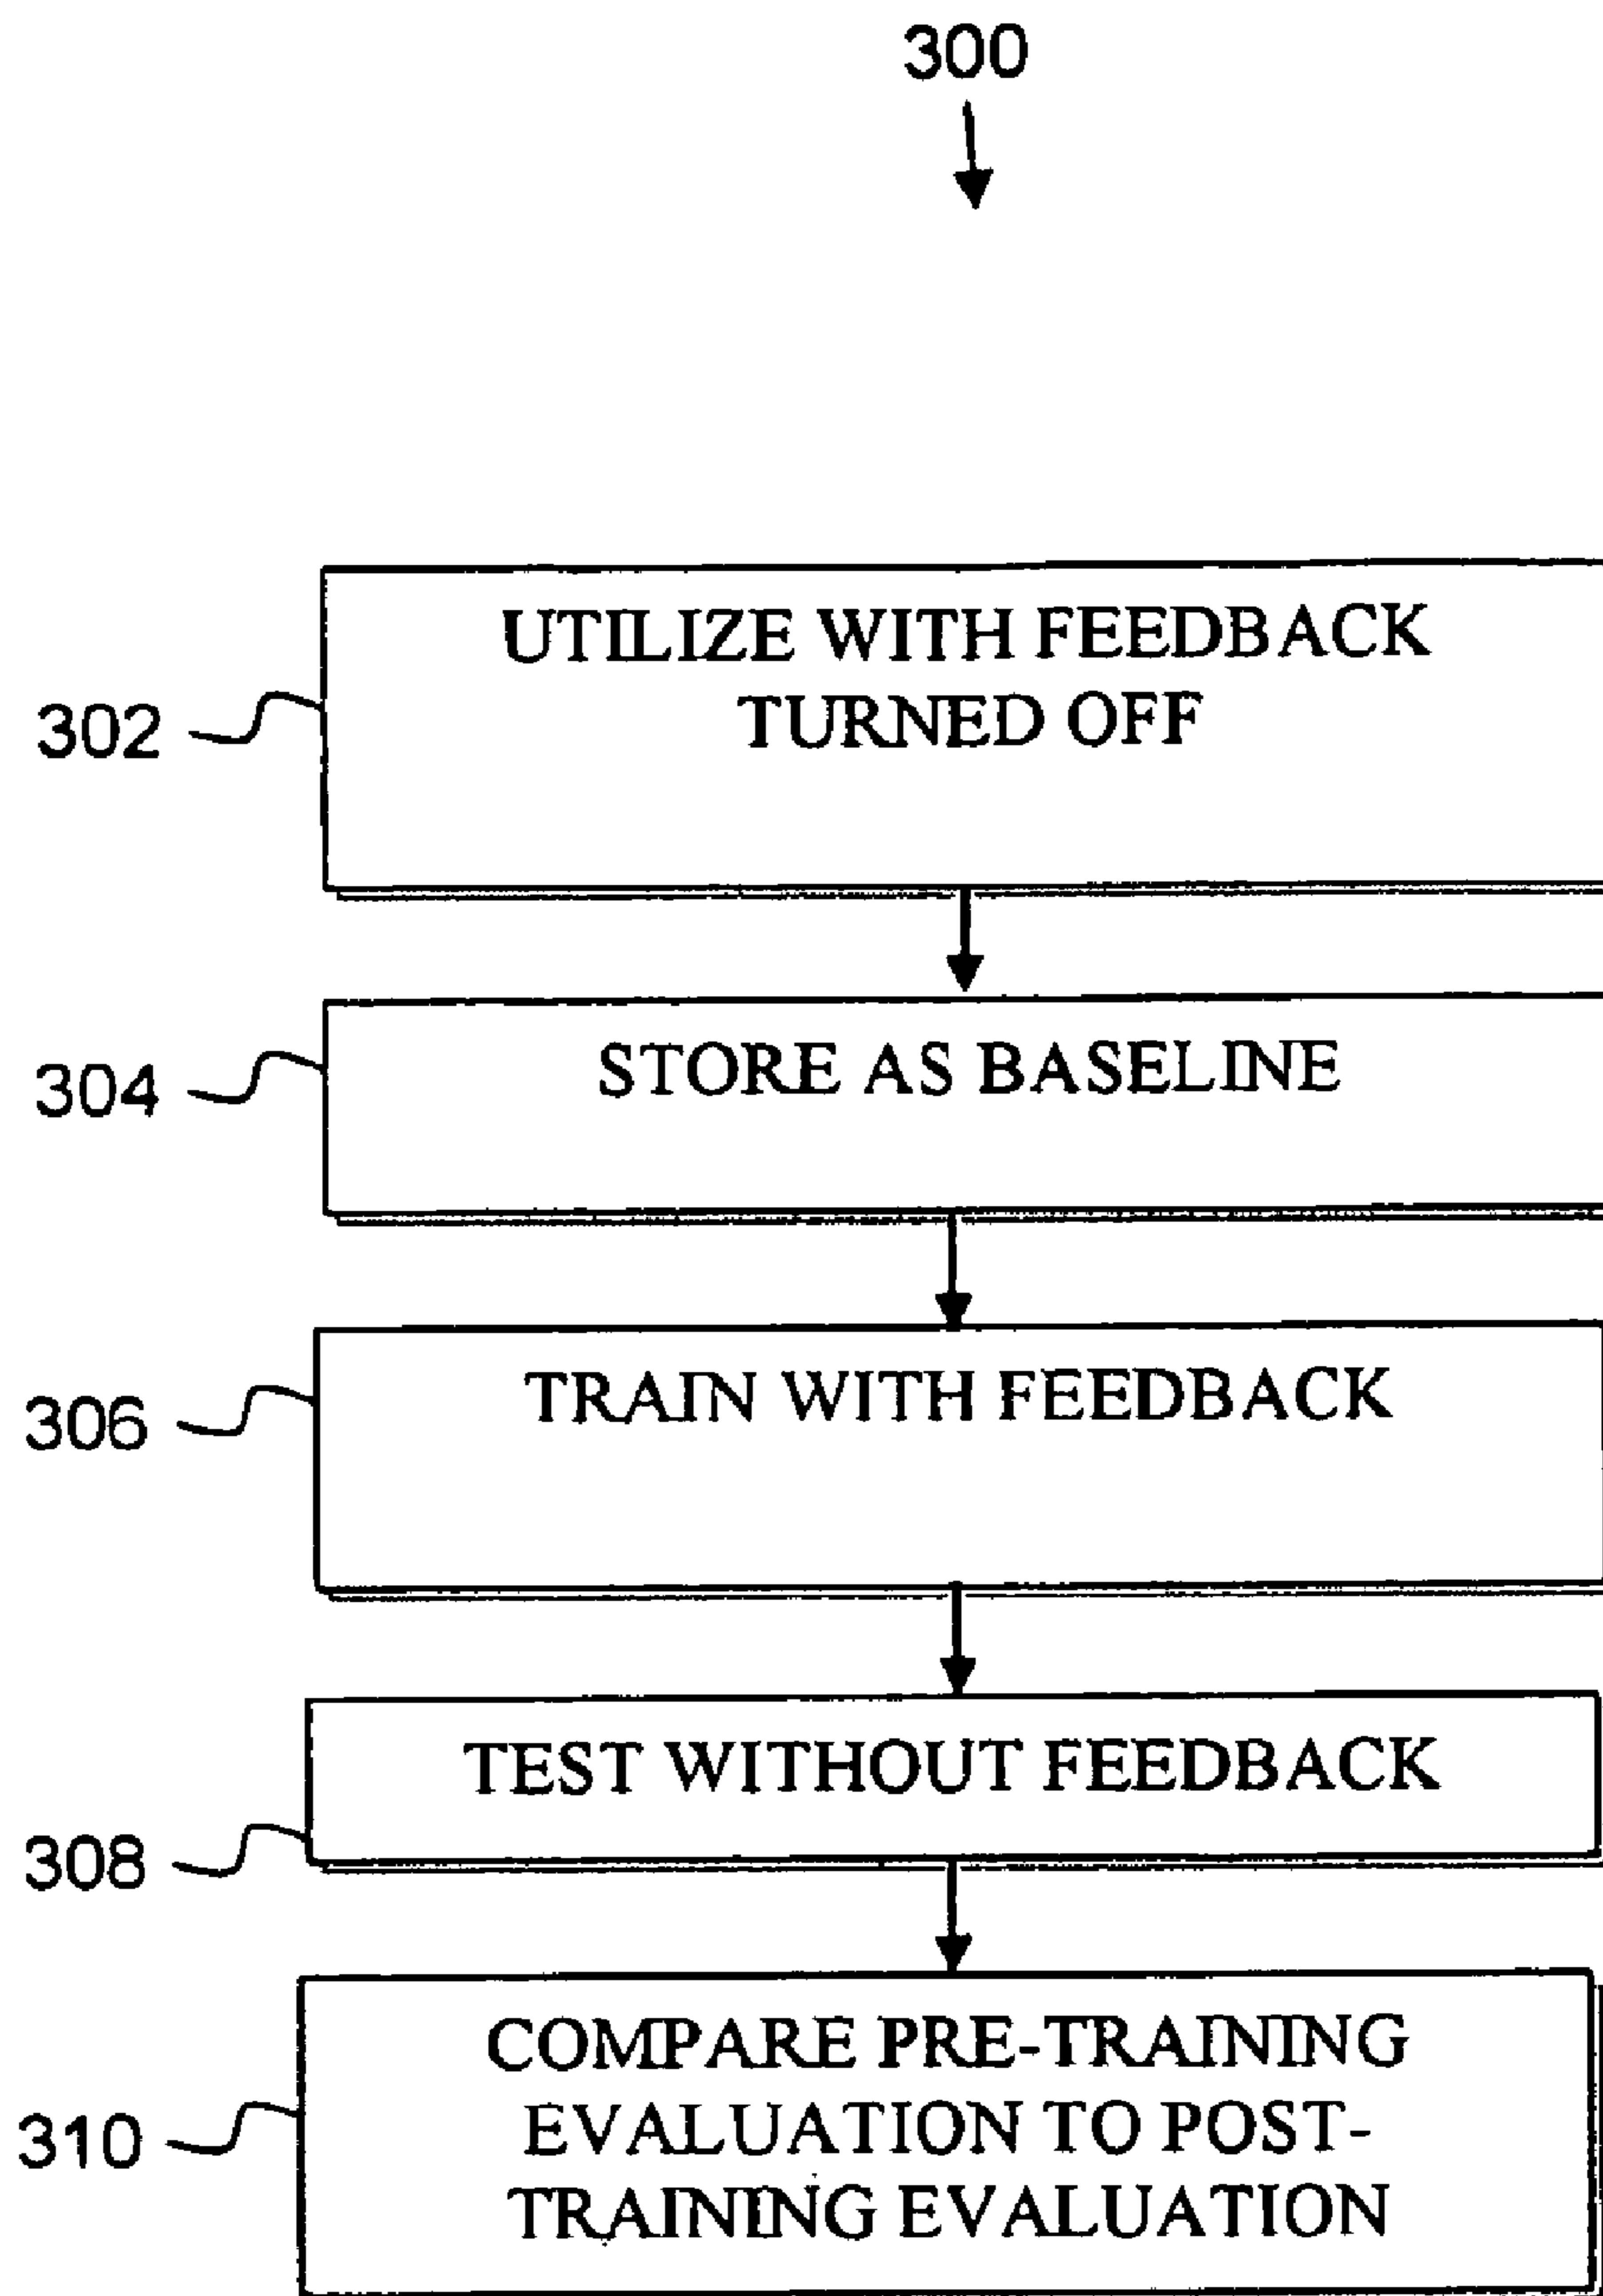 300
UTILIZE WITH FEEDBACK
TURNED OFF
302
STORE AS BASELINE
304
TRAIN WITH FEEDBACK
306
TEST WITHOUT FEEDBACK
308
COMPARE PRE-TRAINING
EVALUATION TO POST-
TRAINING EVALUATION
310